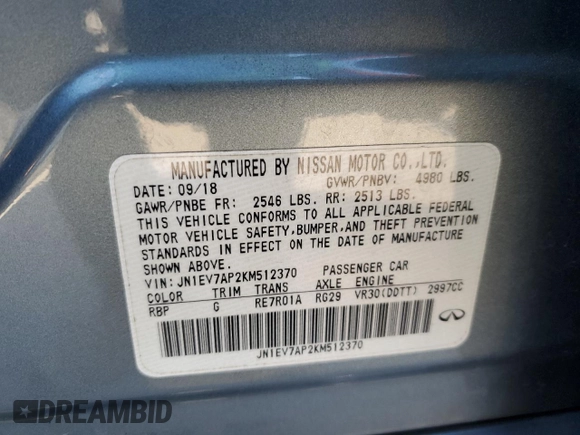 MANUFACTURED BY NISSAN MOTOR CO.,LTD.
DATE: 09/18 GVWR/PNBV: 4980 LBS.
GAWR/PNBE FR: 2546 LBS. RR: 2513 LBS.
THIS VEHICLE CONFORMS TO ALL APPLICABLE FEDERAL
MOTOR VEHICLE SAFETY,BUMPER,AND THEFT PREVENTION
STANDARDS IN EFFECT ON THE DATE OF MANUFACTURE
SHOWN ABOVE.
VIN: JN1EV7AP2KM512370 PASSENGER CAR
COLOR TRIM TRANS AXLE ENGINE
RBP G RE7R01A RG29 VR30(DDTT) 2997CC
JN1EV7AP2KM512370
DREAMBID